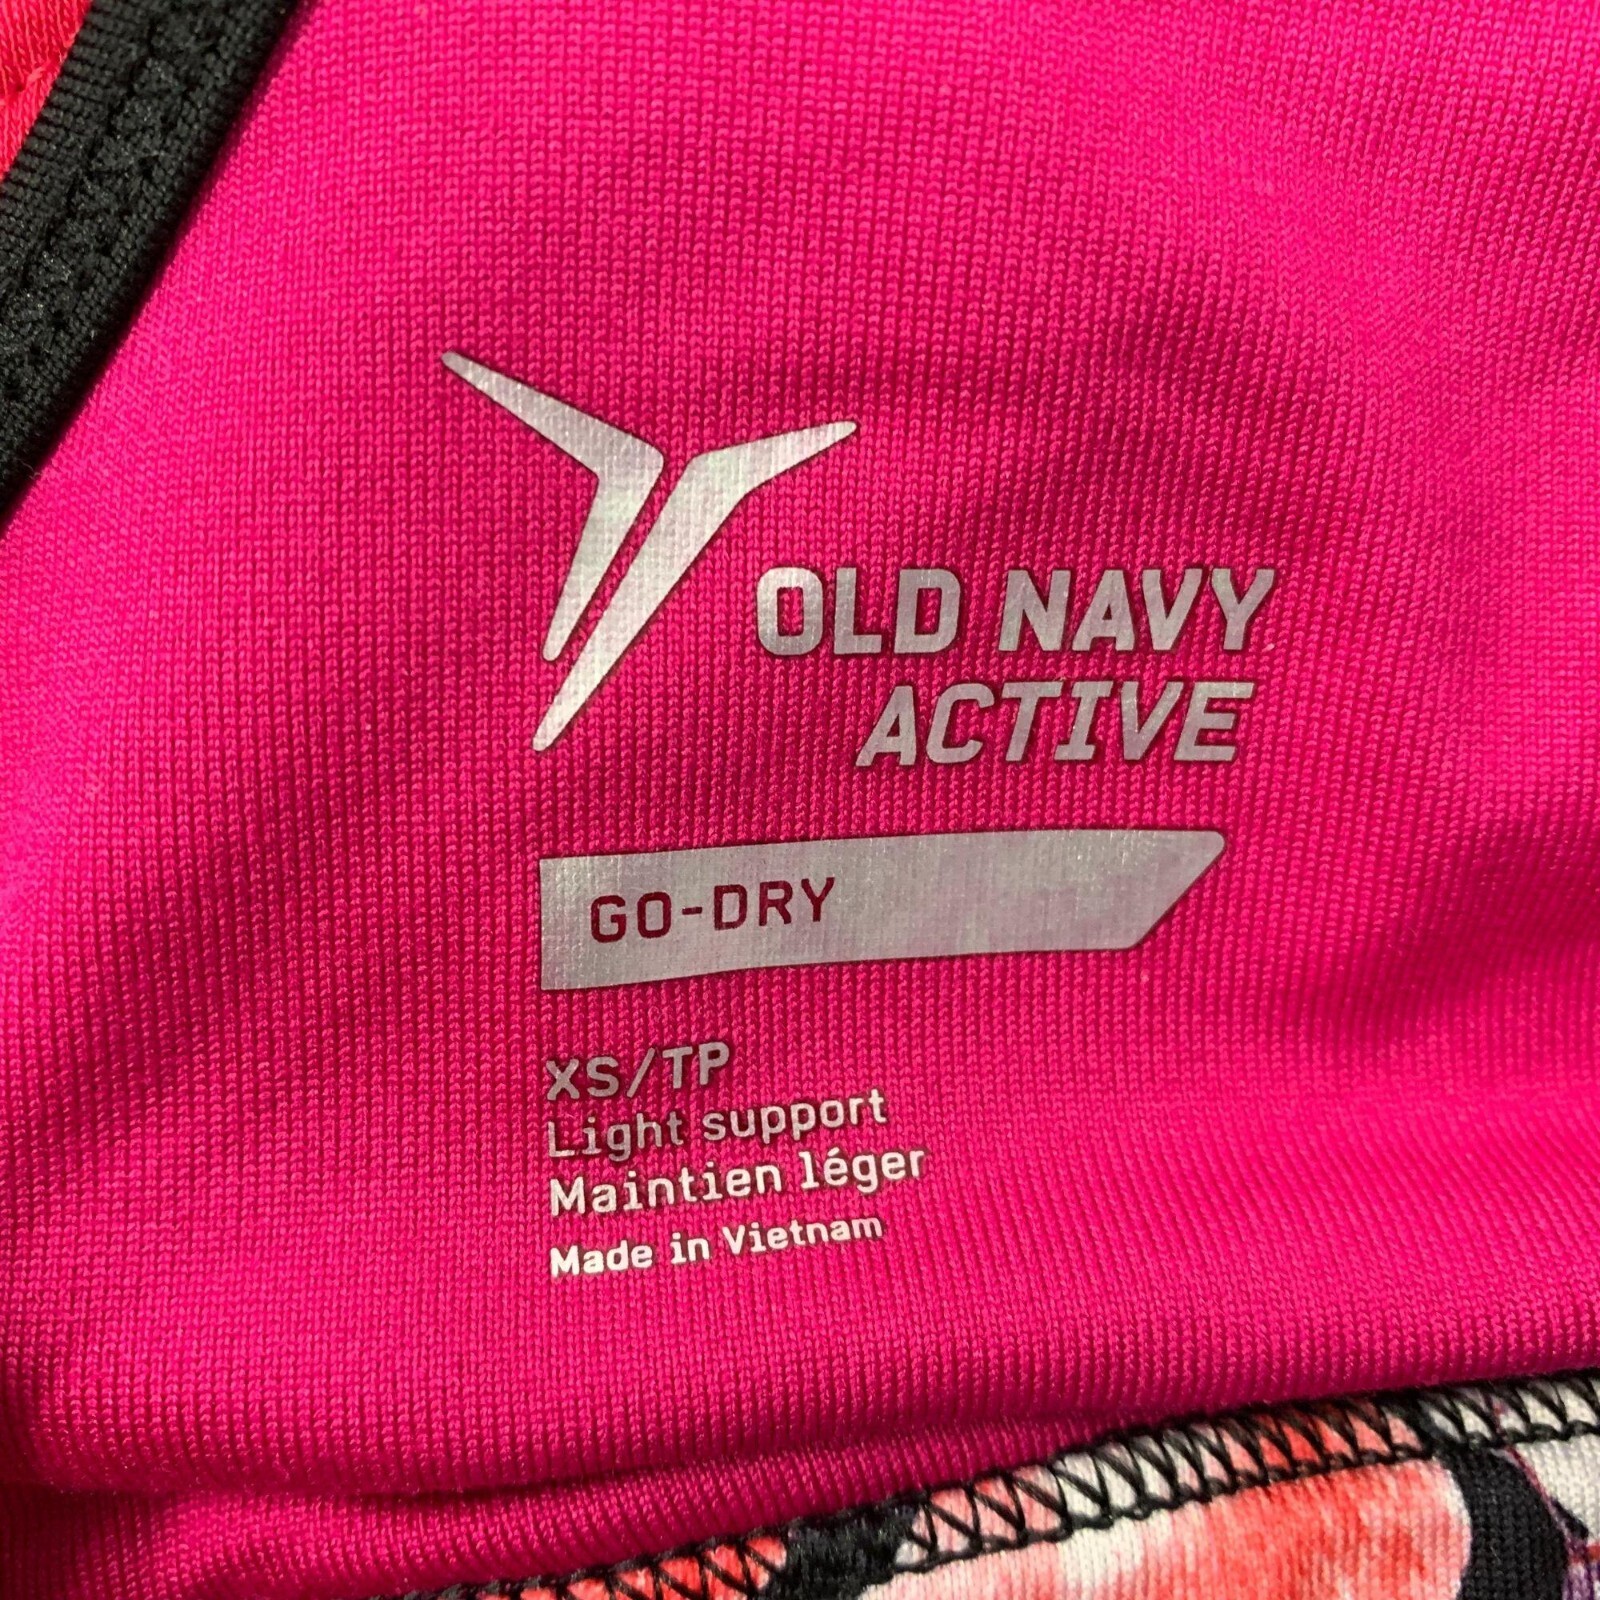 OLD NAVY
ACTIVE
GO-DRY
XS/TP
Light support
Maintien léger
Made in Vietnam